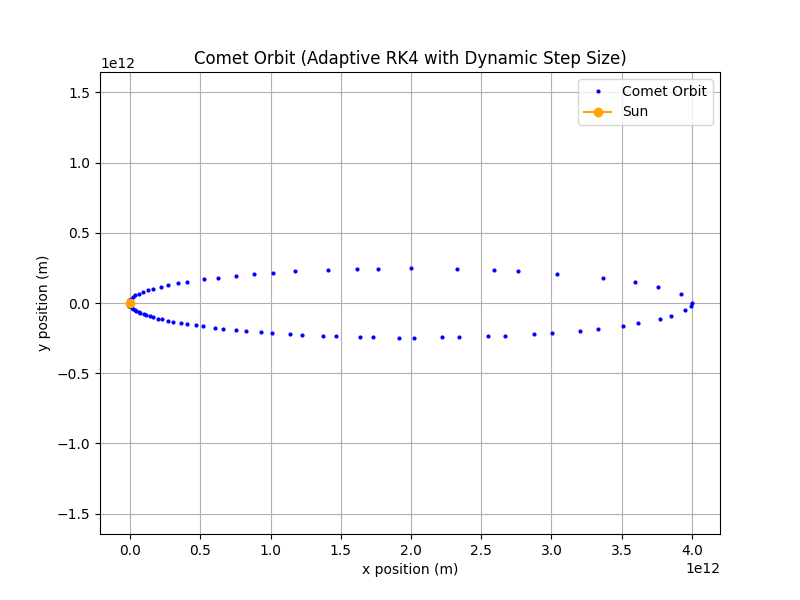 Comet Orbit (Adaptive RK4 with Dynamic Step Size)
1e12
Comet Orbit
Sun
1.5
1.0
0.5
0.0
−0.5
−1.0
−1.5
y position (m)
0.0 0.5 1.0 1.5 2.0 2.5 3.0 3.5 4.0
x position (m)
1e12